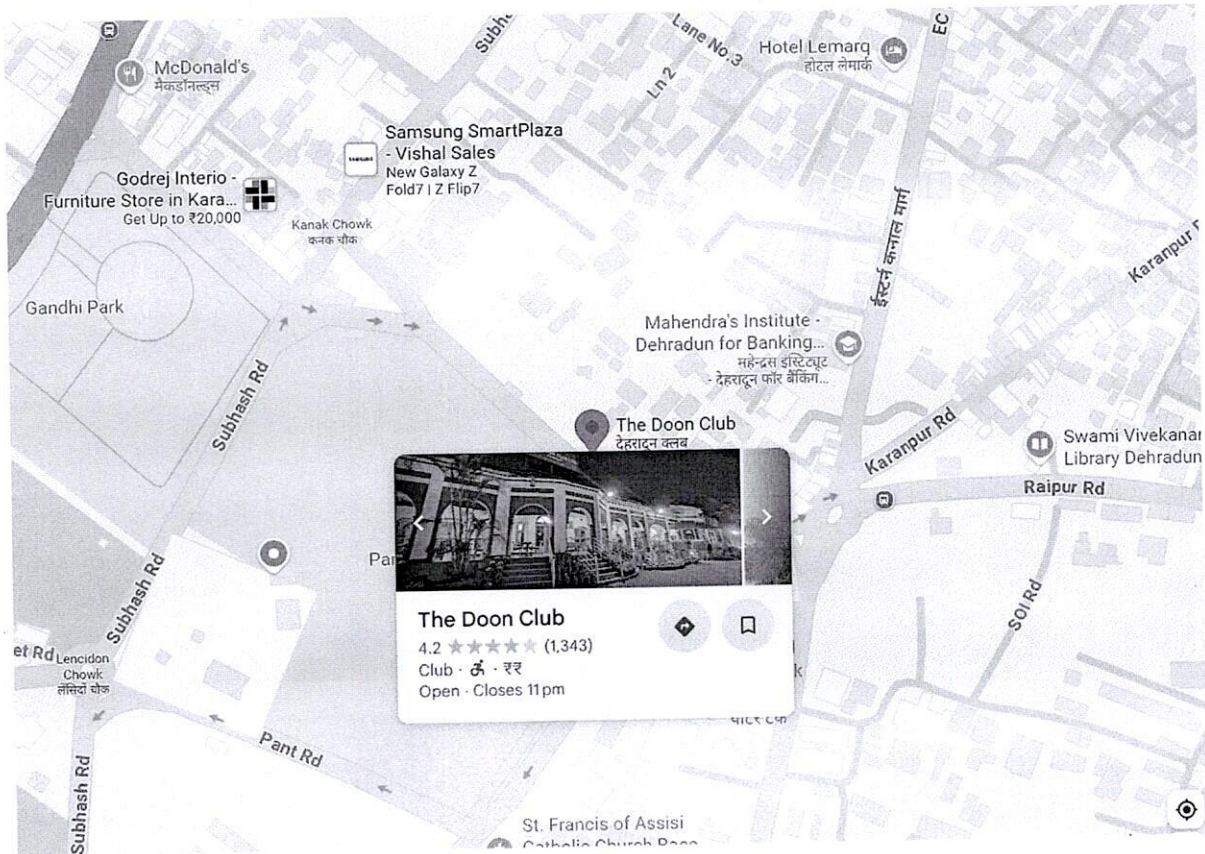 Subh
Lane No.3
Ln 2
EC
Hotel Lemarq
होटल लेमार्क
McDonald's
मैकडॉनल्ड्स
Samsung SmartPlaza
- Vishal Sales
New Galaxy Z
Fold7 | Z Flip7
SAMSUNG
Godrej Interio -
Furniture Store in Kara...
Get Up to ₹20,000
Kanak Chowk
कनक चौक
ईस्टर्न कनाल मार्ग
Karanpur
Gandhi Park
Mahendra's Institute -
Dehradun for Banking...
महेन्द्रस इंस्टिट्यूट
- देहरादून फॉर बैंकिंग...
Subhash Rd
The Doon Club
देहरादून क्लब
Karanpur Rd
Swami Vivekanan
Library Dehradun
Raipur Rd
Par
Subhash Rd
SOI Rd
The Doon Club
4.2 ★★★★★ (1,343)
Club · ₹₹
Open · Closes 11 pm
et Rd
Lencidon
Chowk
लेंसिदों चौक
k
वाटर टैंक
Pant Rd
Subhash Rd
St. Francis of Assisi
Catholic Church